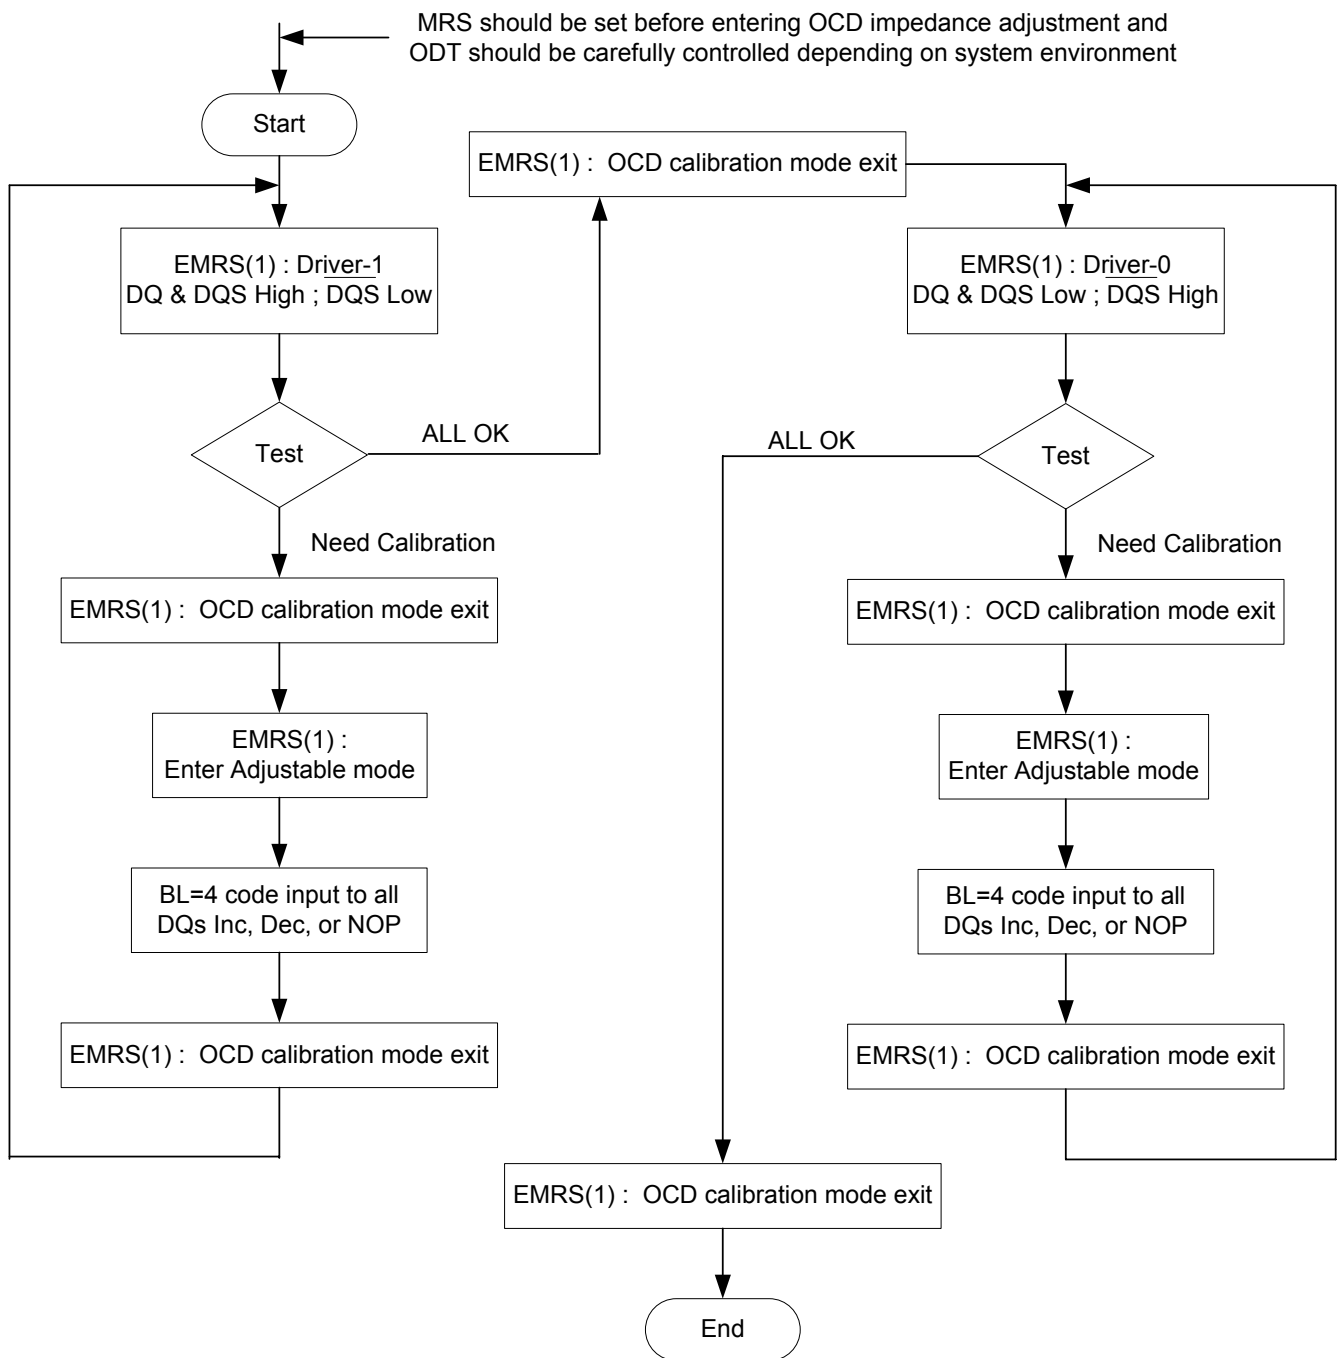 MRS should be set before entering OCD impedance adjustment and
ODT should be carefully controlled depending on system environment
Start
EMRS(1) : Driver-1
DQ & DQS High ; D̅Q̅S̅ Low
Test
ALL OK
Need Calibration
EMRS(1) : OCD calibration mode exit
EMRS(1) :
Enter Adjustable mode
BL=4 code input to all
DQs Inc, Dec, or NOP
EMRS(1) : OCD calibration mode exit
EMRS(1) : OCD calibration mode exit
EMRS(1) : Driver-0
DQ & DQS Low ; D̅Q̅S̅ High
Test
ALL OK
Need Calibration
EMRS(1) : OCD calibration mode exit
EMRS(1) :
Enter Adjustable mode
BL=4 code input to all
DQs Inc, Dec, or NOP
EMRS(1) : OCD calibration mode exit
EMRS(1) : OCD calibration mode exit
End